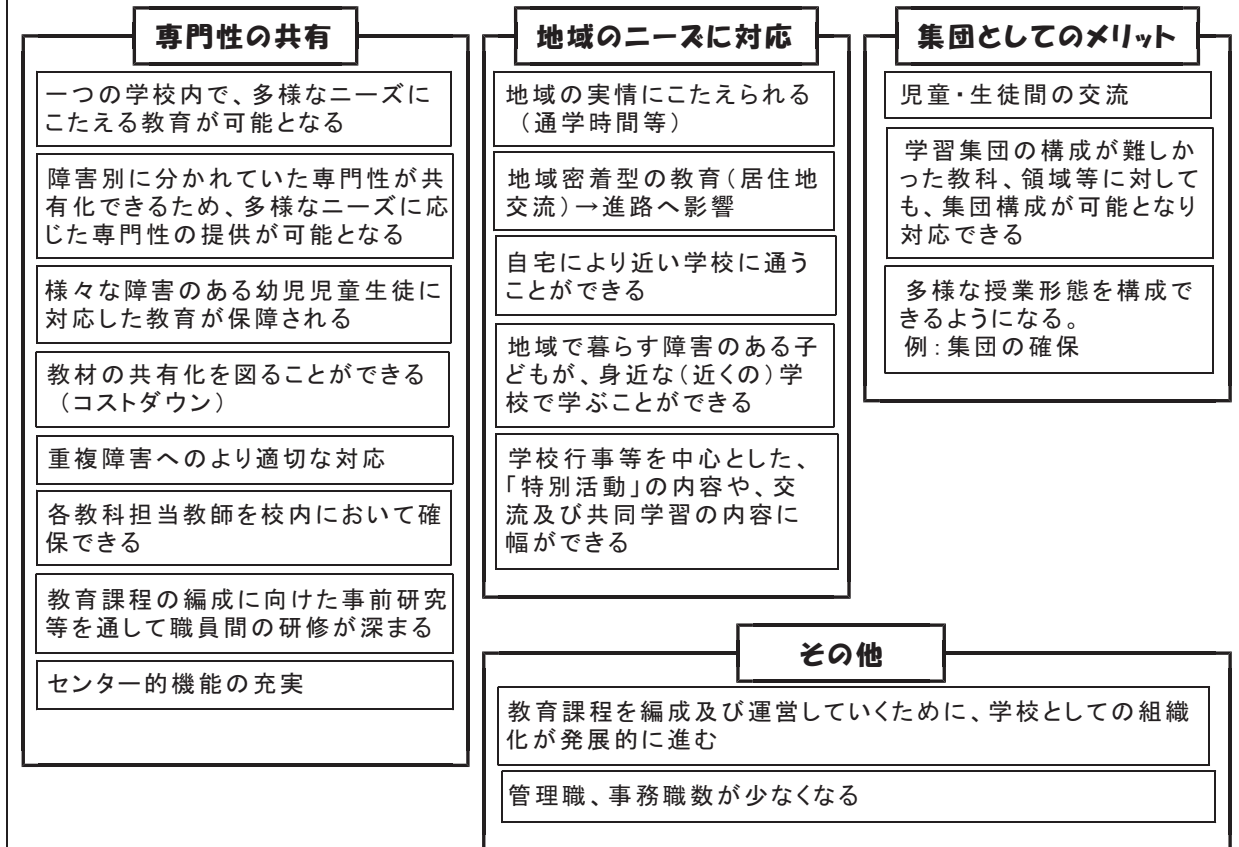 専門性の共有
一つの学校内で、多様なニーズに
こたえる教育が可能となる
障害別に分かれていた専門性が共
有化できるため、多様なニーズに応
じた専門性の提供が可能となる
様々な障害のある幼児児童生徒に
対応した教育が保障される
教材の共有化を図ることができる
（コストダウン）
重複障害へのより適切な対応
各教科担当教師を校内において確
保できる
教育課程の編成に向けた事前研究
等を通して職員間の研修が深まる
センター的機能の充実
地域のニーズに対応
地域の実情にこたえられる
（通学時間等）
地域密着型の教育（居住地
交流）→進路へ影響
自宅により近い学校に通う
ことができる
地域で暮らす障害のある子
どもが、身近な（近くの）学
校で学ぶことができる
学校行事等を中心とした、
「特別活動」の内容や、交
流及び共同学習の内容に
幅ができる
集団としてのメリット
児童・生徒間の交流
学習集団の構成が難しか
った教科、領域等に対して
も、集団構成が可能となり
対応できる
多様な授業形態を構成で
きるようになる。
例：集団の確保
その他
教育課程を編成及び運営していくために、学校としての組織
化が発展的に進む
管理職、事務職数が少なくなる